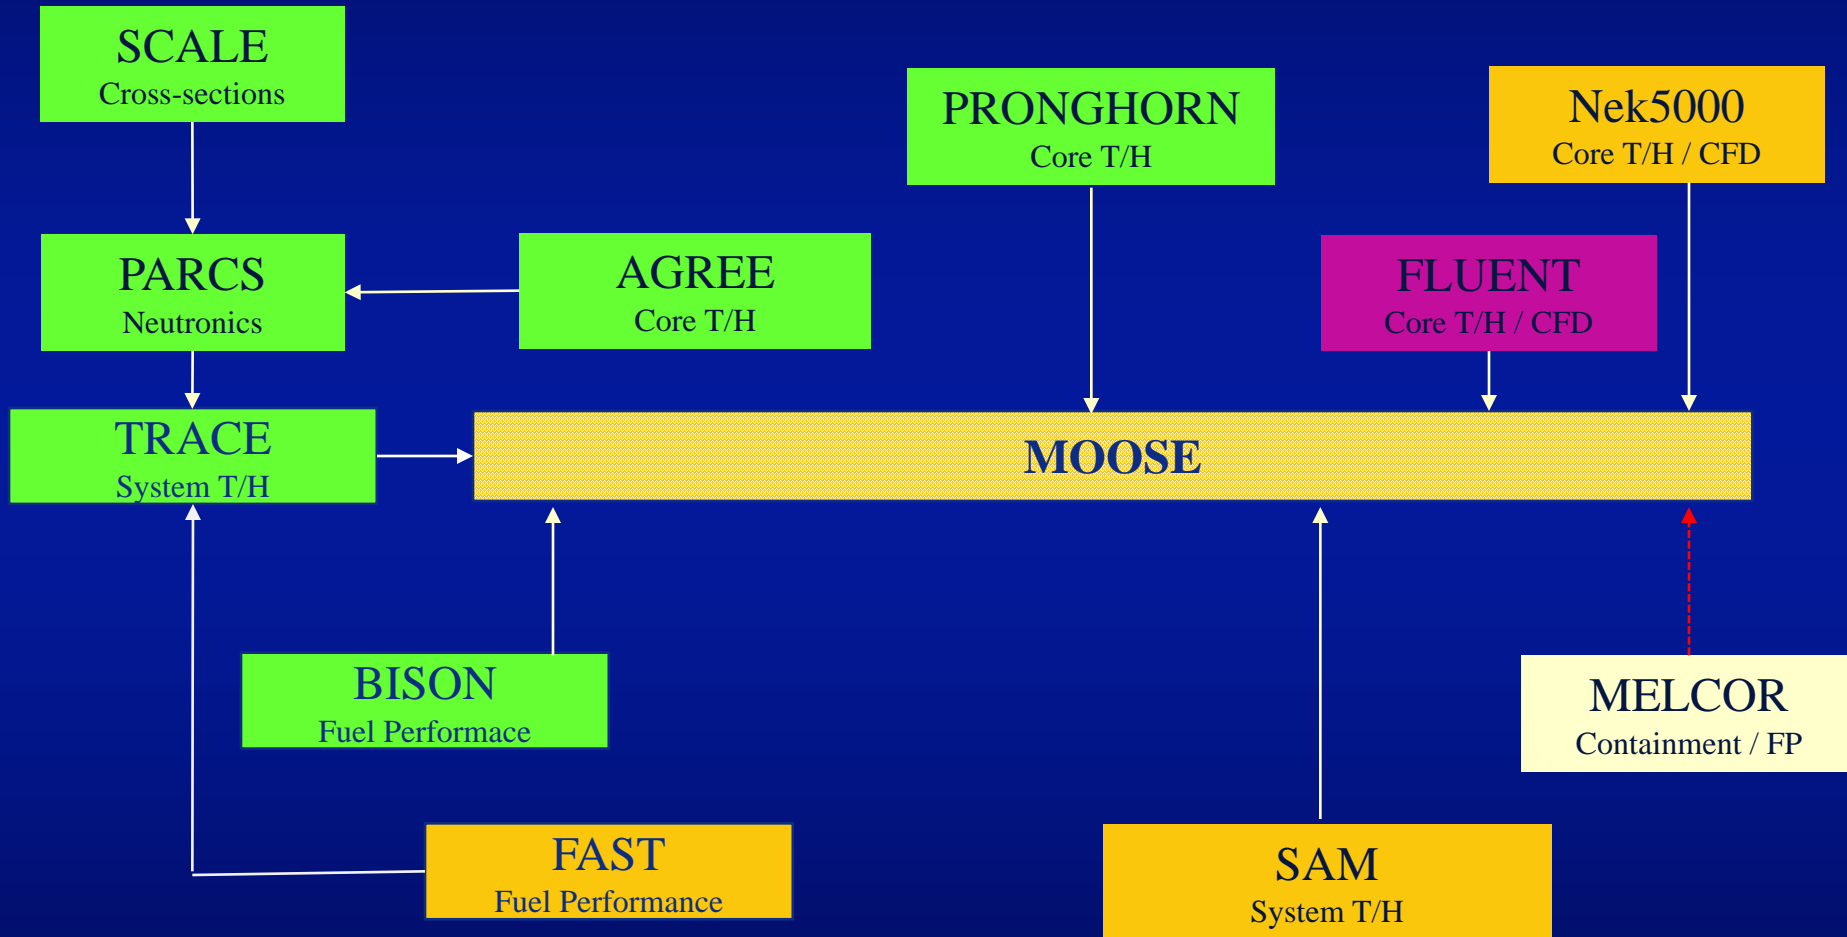 SCALE
Cross-sections
PRONGHORN
Core T/H
Nek5000
Core T/H / CFD
PARCS
Neutronics
AGREE
Core T/H
FLUENT
Core T/H / CFD
TRACE
System T/H
MOOSE
BISON
Fuel Performace
MELCOR
Containment / FP
FAST
Fuel Performance
SAM
System T/H